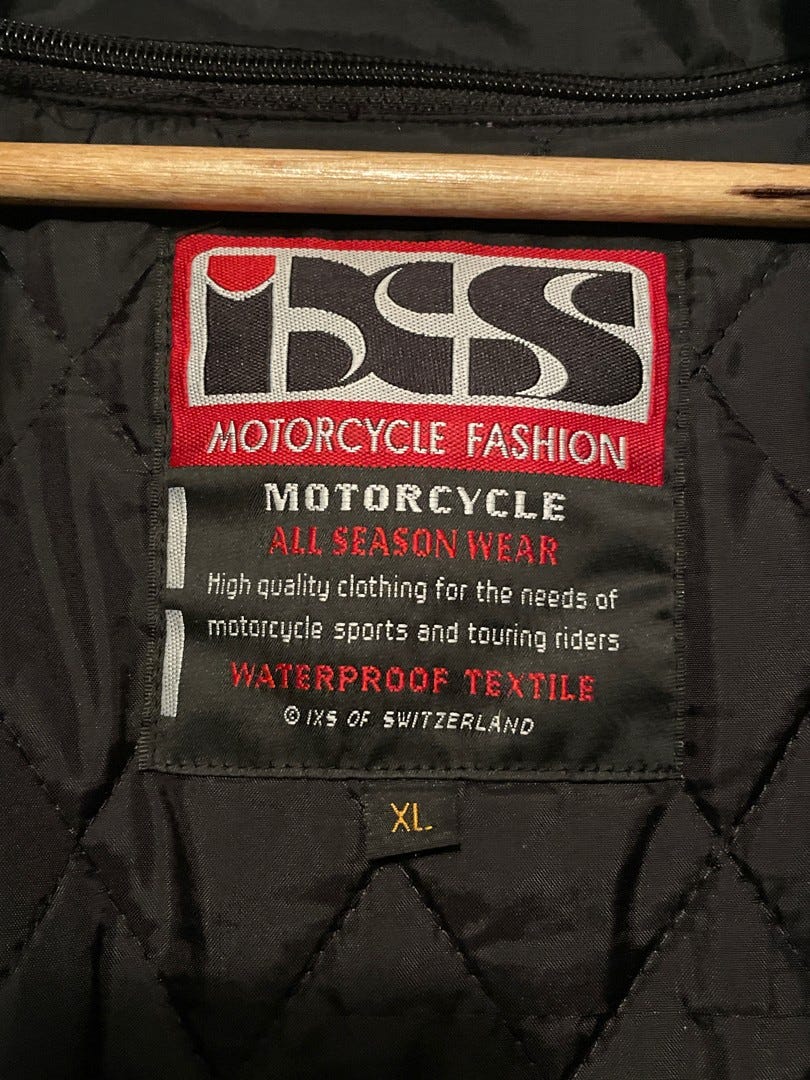 iXS
MOTORCYCLE FASHION
MOTORCYCLE
ALL SEASON WEAR
High quality clothing for the needs of
motorcycle sports and touring riders
WATERPROOF TEXTILE
© IXS OF SWITZERLAND
XL